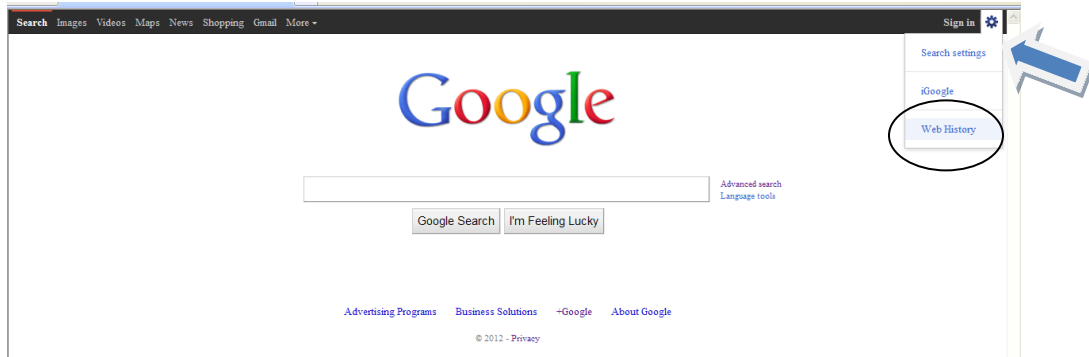 Search Images Videos Maps News Shopping Gmail More Sign in
Search settings
iGoogle
Web History
Google
Advanced search
Language tools
Google Search I'm Feeling Lucky
Advertising Programs Business Solutions +Google About Google
© 2012 - Privacy